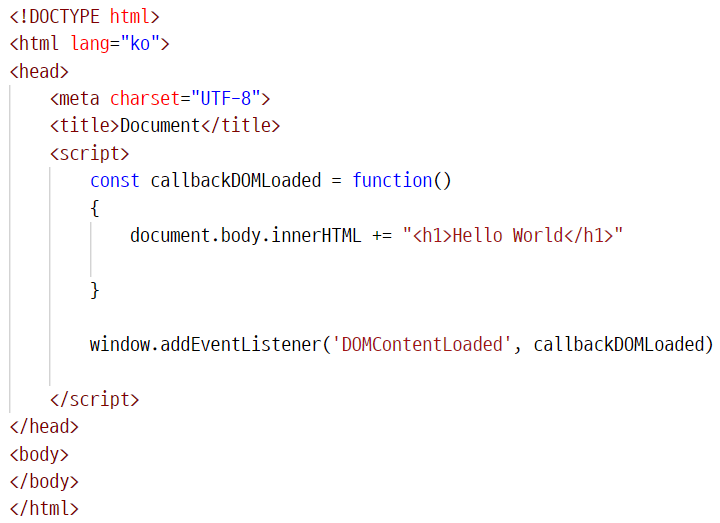 <!DOCTYPE html>
<html lang="ko">
<head>
    <meta charset="UTF-8">
    <title>Document</title>
    <script>
        const callbackDOMLoaded = function()
        {
            document.body.innerHTML += "<h1>Hello World</h1>"
        }
        window.addEventListener('DOMContentLoaded', callbackDOMLoaded)
    </script>
</head>
<body>
</body>
</html>